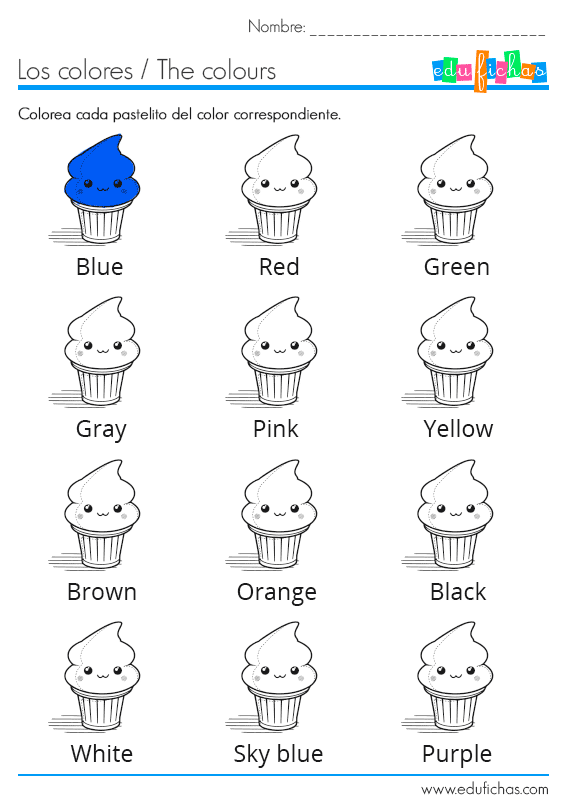 Nombre: ___________________________
Los colores / The colours
edufichas
Colorea cada pastelito del color correspondiente.
Blue Red Green
Gray Pink Yellow
Brown Orange Black
White Sky blue Purple
www.edufichas.com